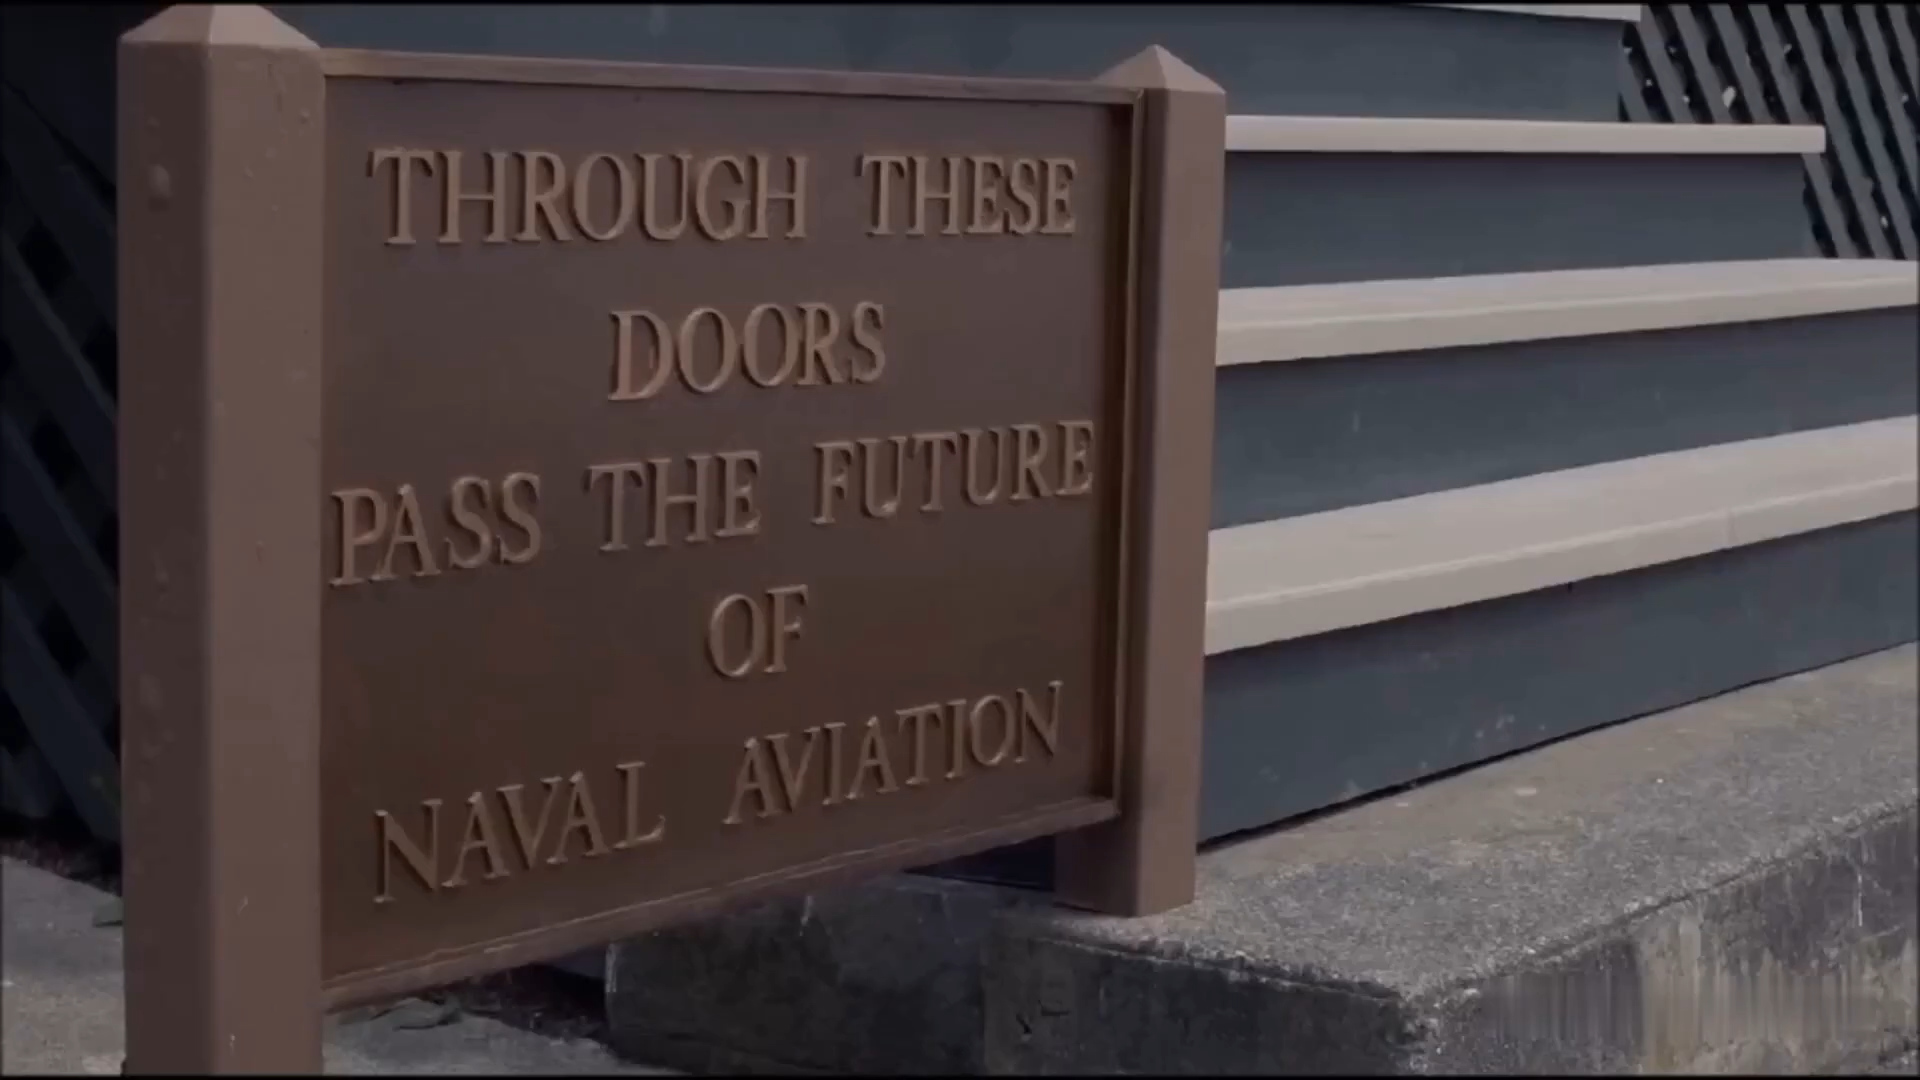 THROUGH THESE
DOORS
PASS THE FUTURE
OF
NAVAL AVIATION